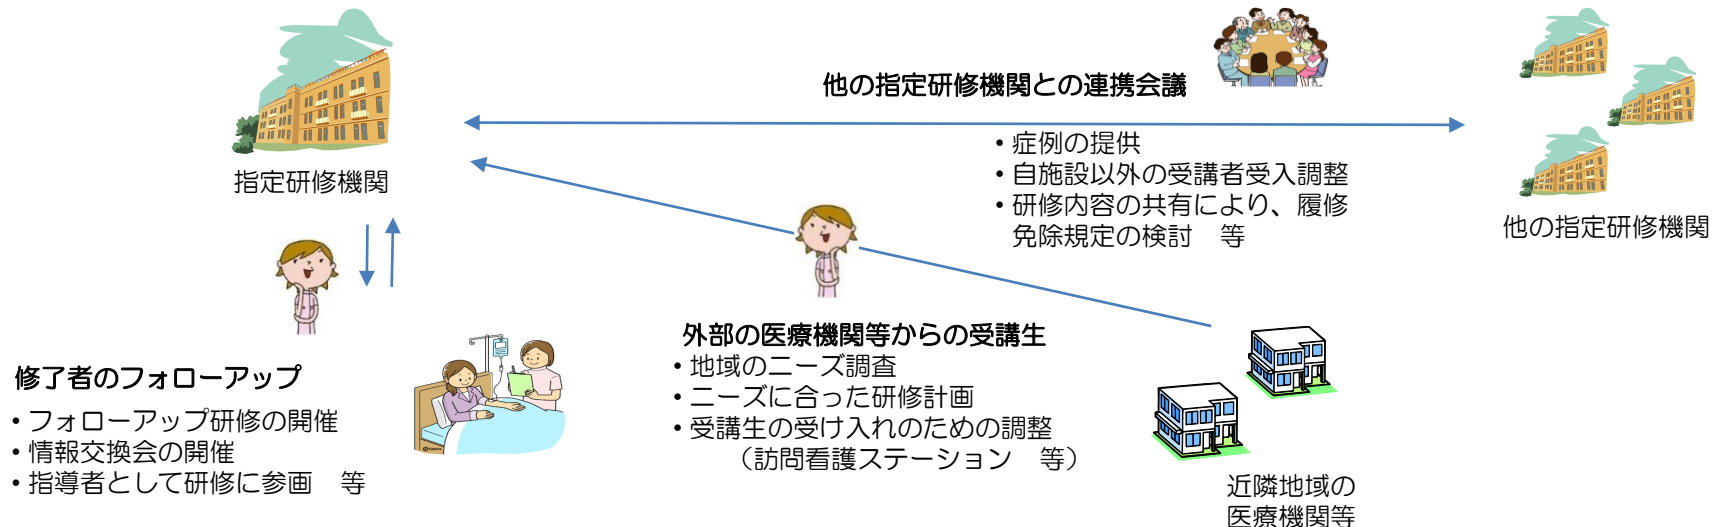 他の指定研修機関との連携会議
・症例の提供
・自施設以外の受講者受入調整
・研修内容の共有により、履修
免除規定の検討　等
指定研修機関
他の指定研修機関
修了者のフォローアップ
・フォローアップ研修の開催
・情報交換会の開催
・指導者として研修に参画　等
外部の医療機関等からの受講生
・地域のニーズ調査
・ニーズに合った研修計画
・受講生の受け入れのための調整
（訪問看護ステーション　等）
近隣地域の
医療機関等